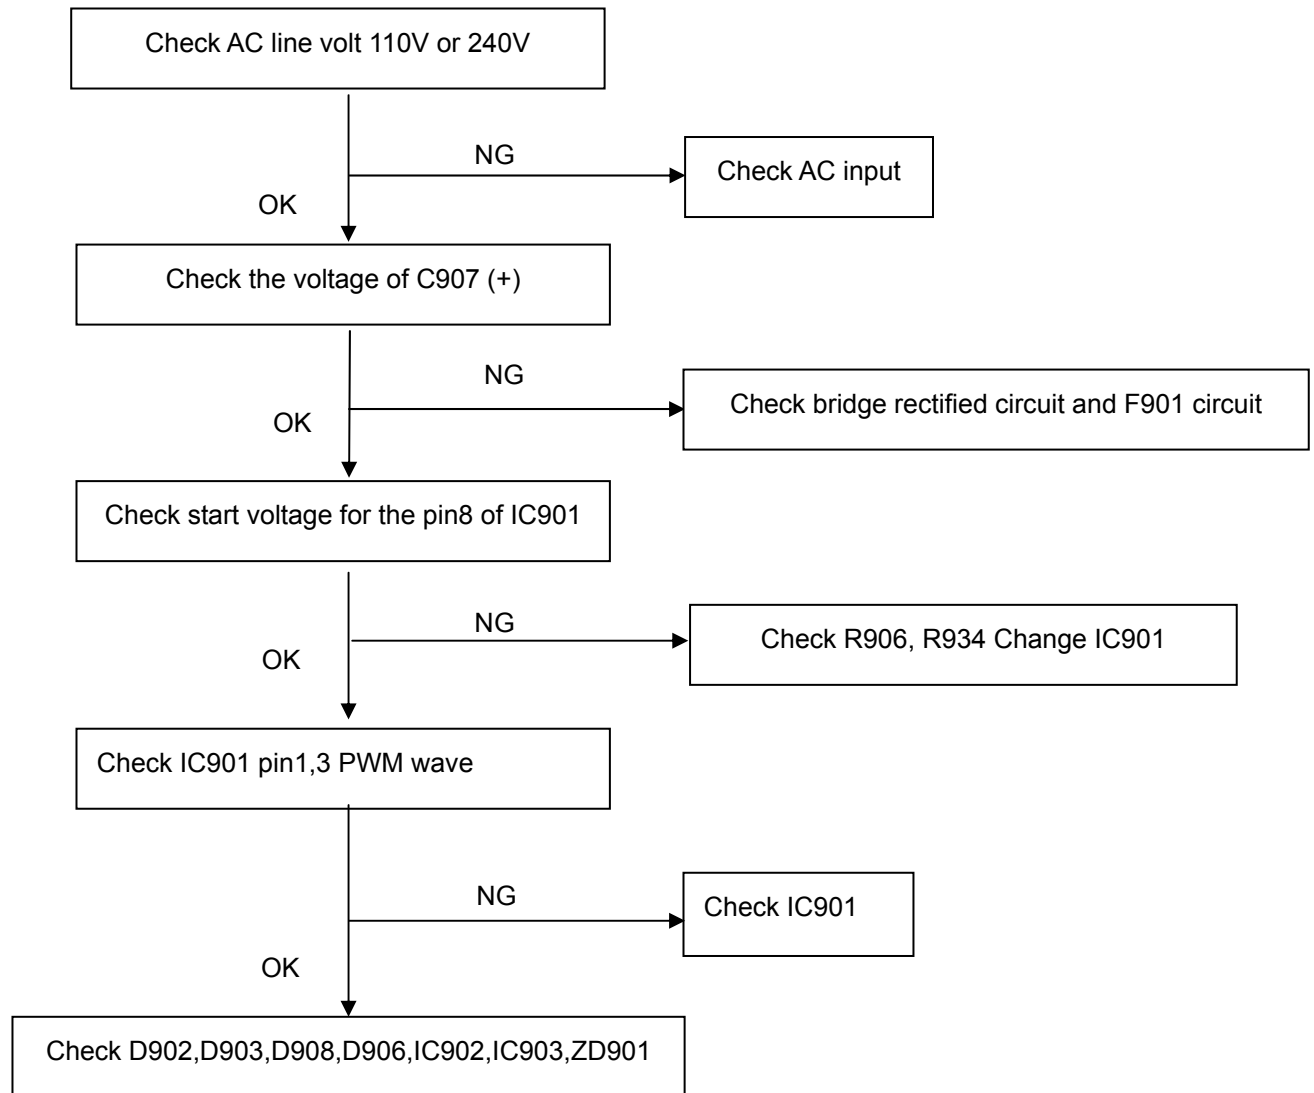 Check AC line volt 110V or 240V
NG
Check AC input
OK
Check the voltage of C907 (+)
NG
Check bridge rectified circuit and F901 circuit
OK
Check start voltage for the pin8 of IC901
NG
Check R906, R934 Change IC901
OK
Check IC901 pin1,3 PWM wave
NG
Check IC901
OK
Check D902,D903,D908,D906,IC902,IC903,ZD901